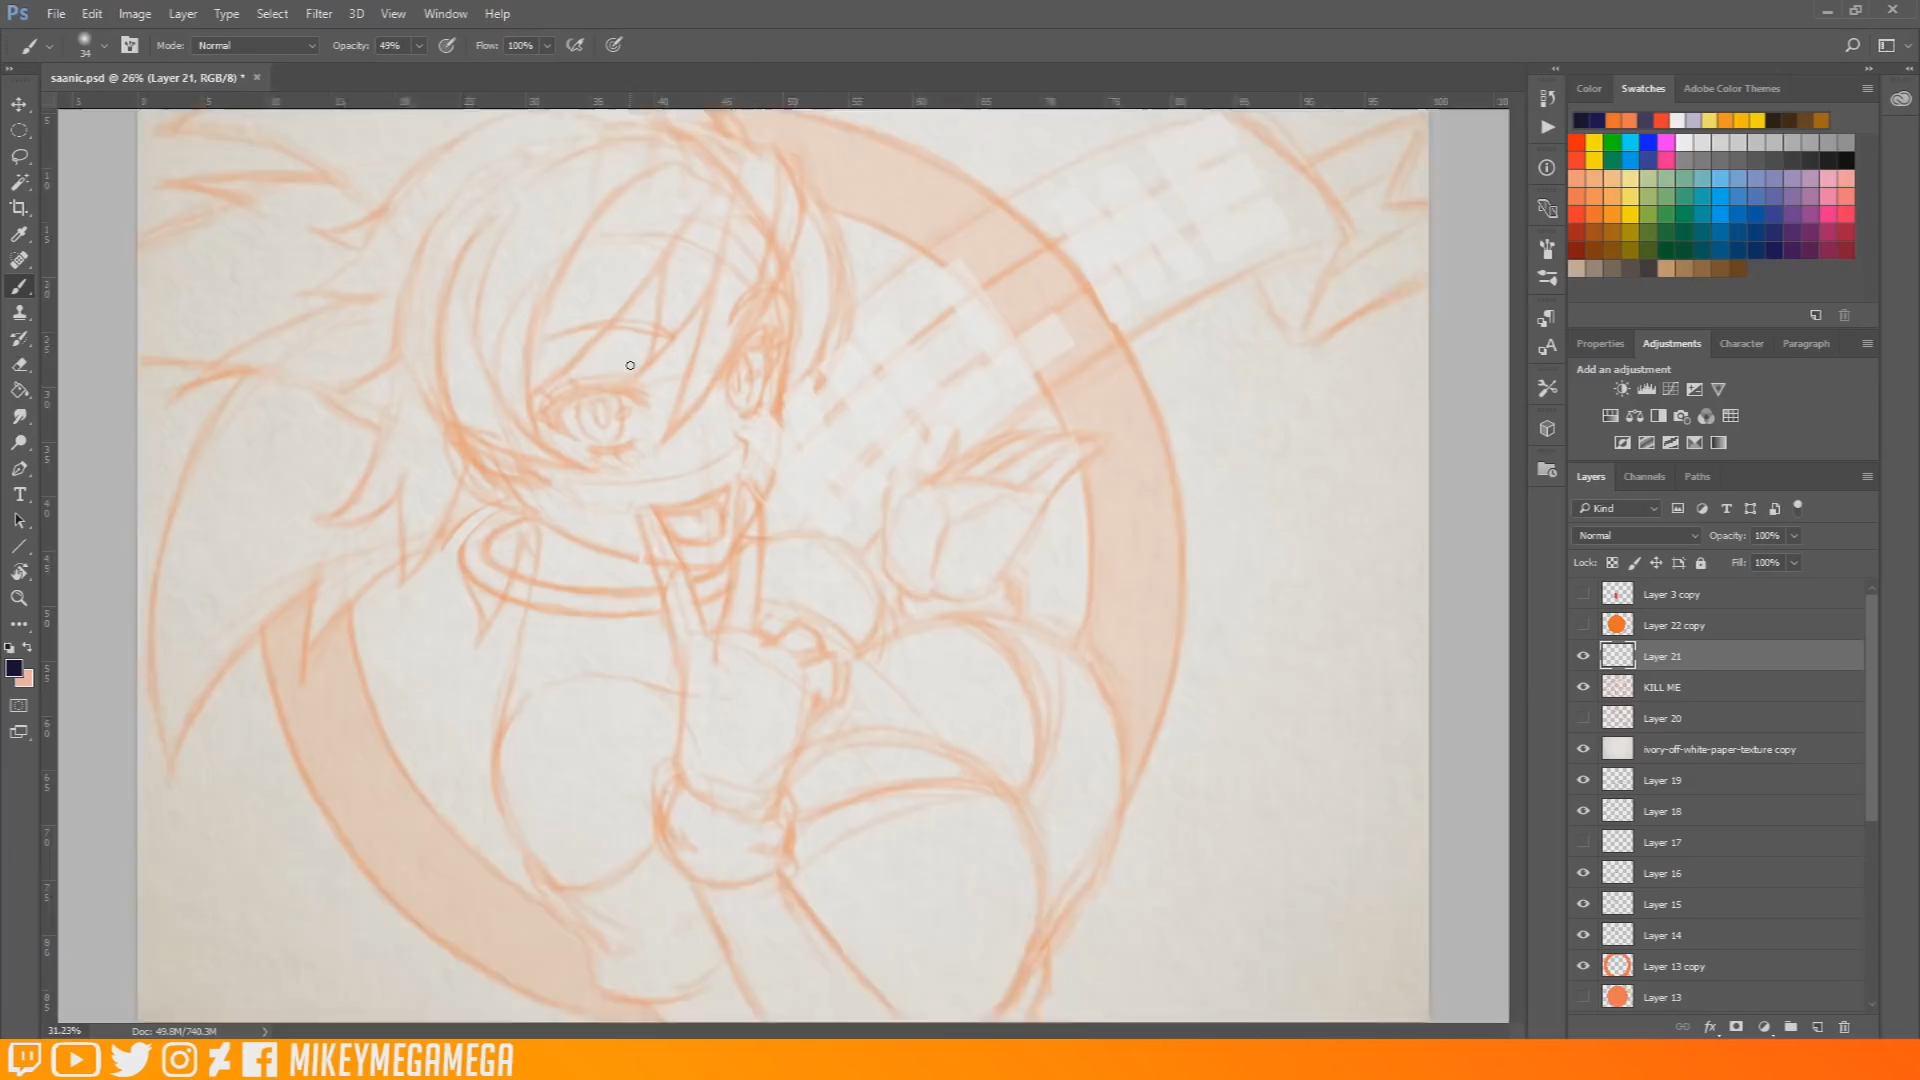 Ps File Edit Image Layer Type Select Filter 3D View Window Help
34 Mode: Normal Opacity: 49% Flow: 100%
saanic.psd @ 26% (Layer 21, RGB/8) *
Color Swatches Adobe Color Themes
Properties Adjustments Character Paragraph
Add an adjustment
Layers Channels Paths
Kind
Normal Opacity: 100%
Lock: Fill: 100%
Layer 3 copy
Layer 22 copy
Layer 21
KILL ME
Layer 20
ivory-off-white-paper-texture copy
Layer 19
Layer 18
Layer 17
Layer 16
Layer 15
Layer 14
Layer 13 copy
Layer 13
31.23% Doc: 49.8M/740.3M
MIKEYMEGAMEGA